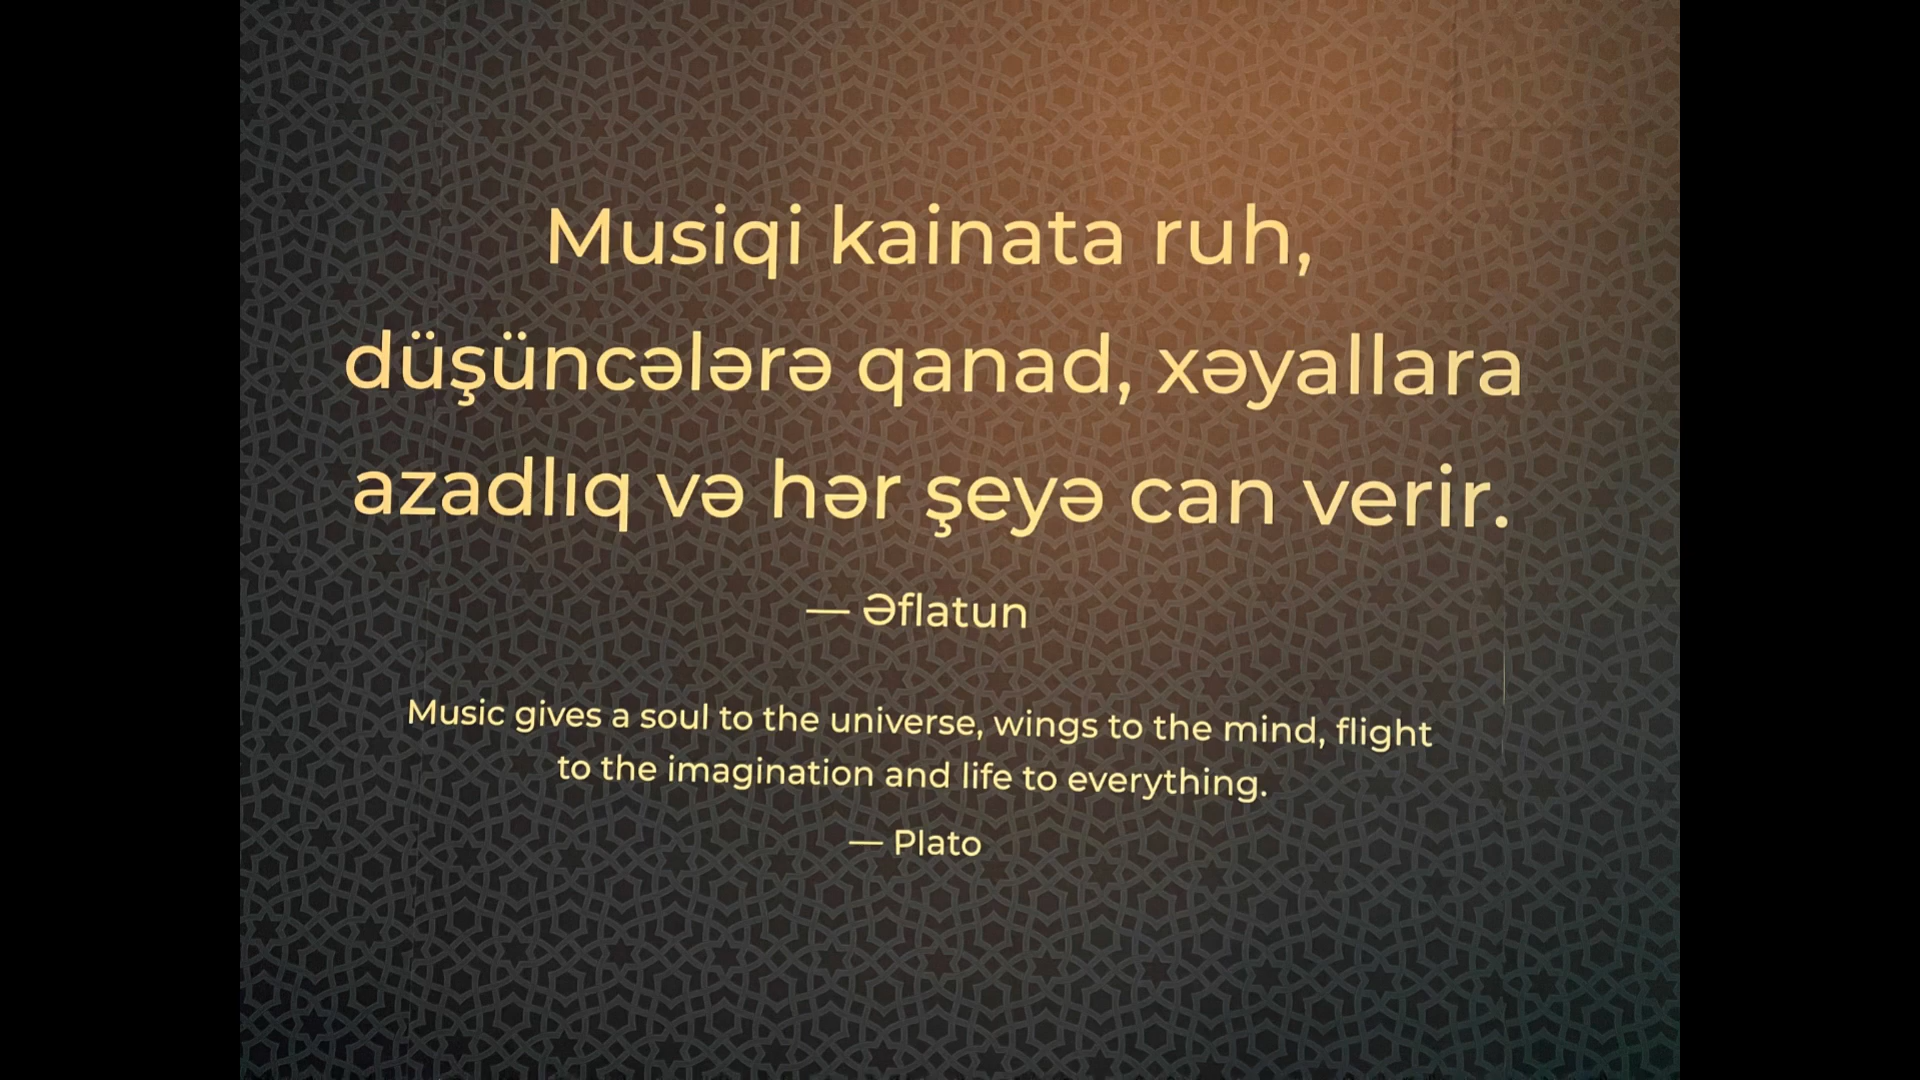 Musiqi kainata ruh,
düşüncələrə qanad, xəyallara
azadlıq və hər şeyə can verir.
— Əflatun
Music gives a soul to the universe, wings to the mind, flight
to the imagination and life to everything.
— Plato